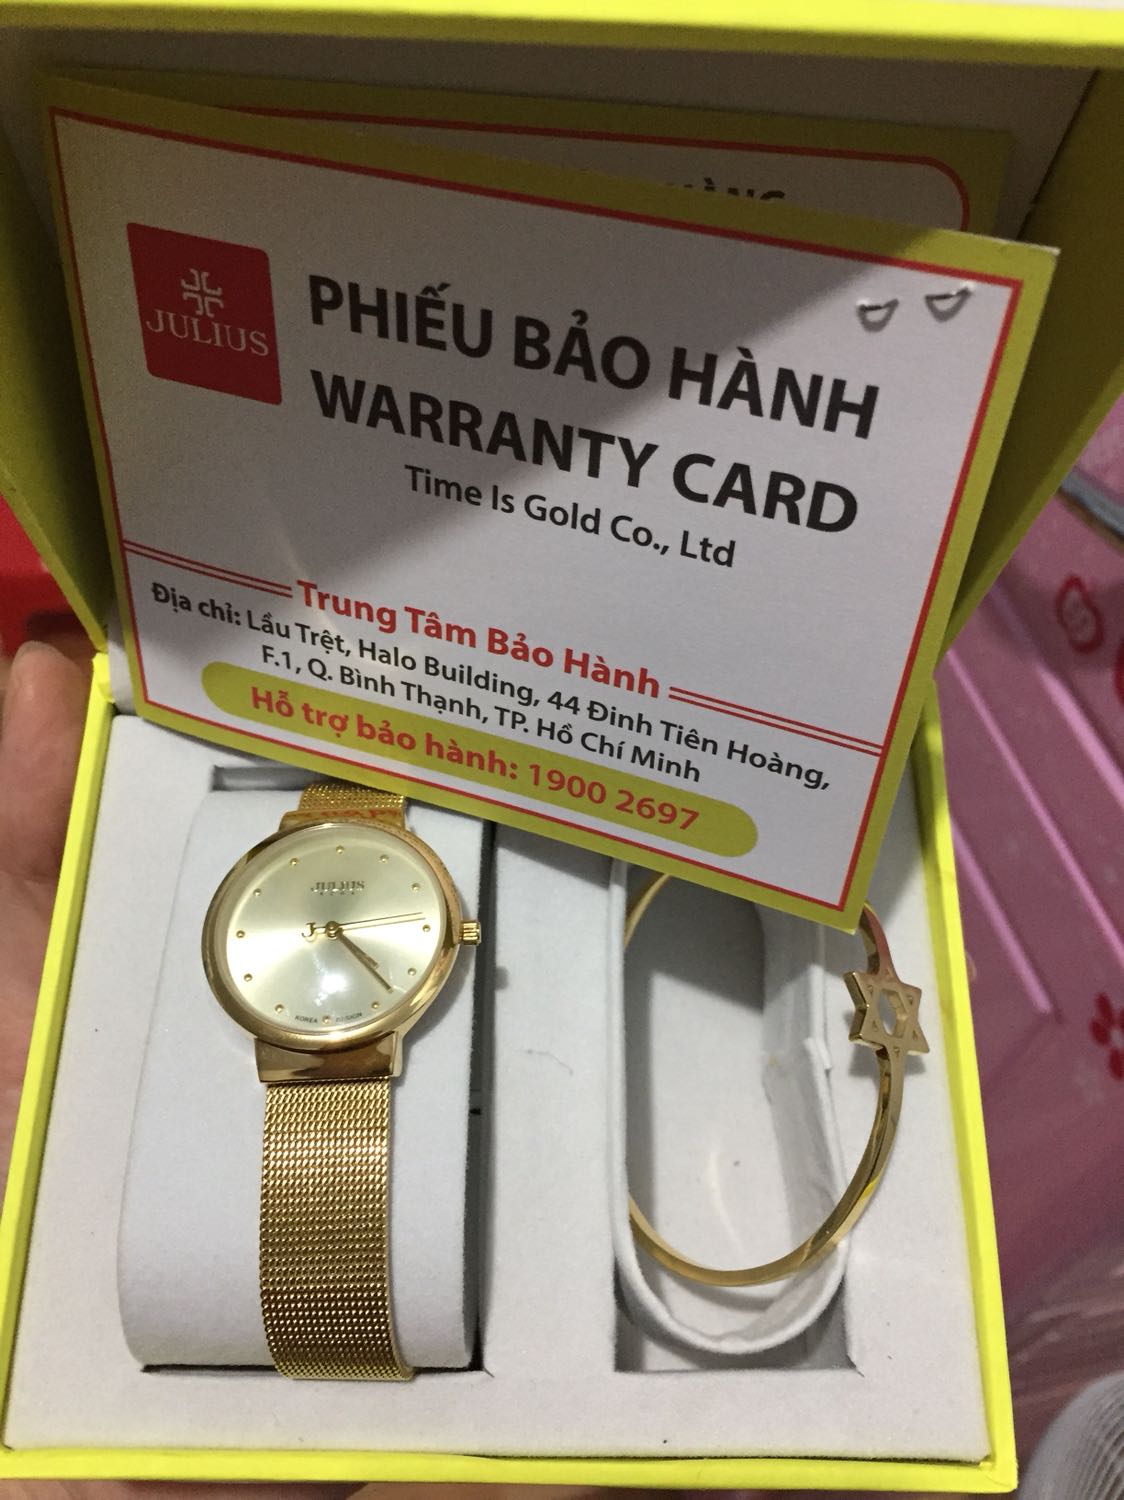 HÀNG
JULIUS
PHIẾU BẢO HÀNH
WARRANTY CARD
Time Is Gold Co., Ltd
Trung Tâm Bảo Hành
Địa chỉ: Lầu Trệt, Halo Building, 44 Đinh Tiên Hoàng,
F.1, Q. Bình Thạnh, TP. Hồ Chí Minh
Hỗ trợ bảo hành: 1900 2697
JULIUS
KOREA DESIGN